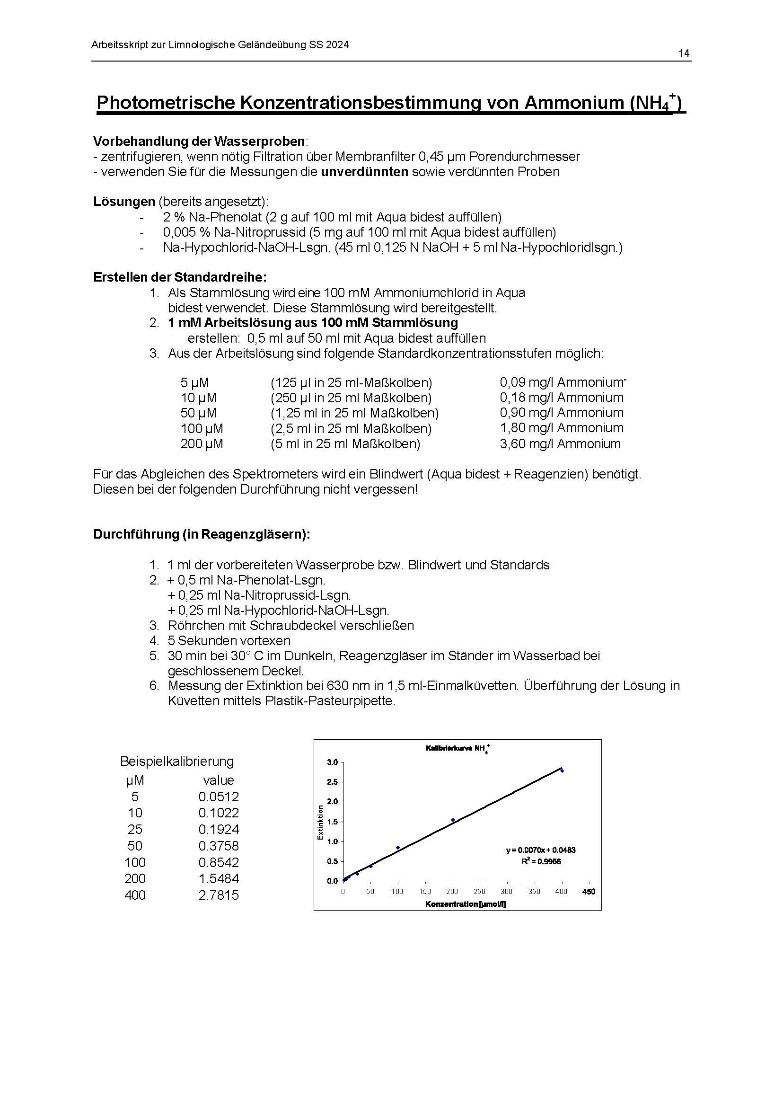 Arbeitsskript zur Limnologische Geländeübung SS 2024
14
Photometrische Konzentrationsbestimmung von Ammonium (NH4+)
Vorbehandlung der Wasserproben:
- zentrifugieren, wenn nötig Filtration über Membranfilter 0,45 µm Porendurchmesser
- verwenden Sie für die Messungen die unverdünnten sowie verdünnten Proben
Lösungen (bereits angesetzt):
- 2 % Na-Phenolat (2 g auf 100 ml mit Aqua bidest auffüllen)
- 0,005 % Na-Nitroprussid (5 mg auf 100 ml mit Aqua bidest auffüllen)
- Na-Hypochlorid-NaOH-Lsgn. (45 ml 0,125 N NaOH + 5 ml Na-Hypochloridlsgn.)
Erstellen der Standardreihe:
1. Als Stammlösung wird eine 100 mM Ammoniumchlorid in Aqua
bidest verwendet. Diese Stammlösung wird bereitgestellt.
2. 1 mM Arbeitslösung aus 100 mM Stammlösung
erstellen: 0,5 ml auf 50 ml mit Aqua bidest auffüllen
3. Aus der Arbeitslösung sind folgende Standardkonzentrationsstufen möglich:
5 µM (125 µl in 25 ml-Maßkolben) 0,09 mg/l Ammonium-
10 µM (250 µl in 25 ml Maßkolben) 0,18 mg/l Ammonium
50 µM (1,25 ml in 25 ml Maßkolben) 0,90 mg/l Ammonium
100 µM (2,5 ml in 25 ml Maßkolben) 1,80 mg/l Ammonium
200 µM (5 ml in 25 ml Maßkolben) 3,60 mg/l Ammonium
Für das Abgleichen des Spektrometers wird ein Blindwert (Aqua bidest + Reagenzien) benötigt.
Diesen bei der folgenden Durchführung nicht vergessen!
Durchführung (in Reagenzgläsern):
1. 1 ml der vorbereiteten Wasserprobe bzw. Blindwert und Standards
2. + 0,5 ml Na-Phenolat-Lsgn.
+ 0,25 ml Na-Nitroprussid-Lsgn.
+ 0,25 ml Na-Hypochlorid-NaOH-Lsgn.
3. Röhrchen mit Schraubdeckel verschließen
4. 5 Sekunden vortexen
5. 30 min bei 30° C im Dunkeln, Reagenzgläser im Ständer im Wasserbad bei
geschlossenem Deckel.
6. Messung der Extinktion bei 630 nm in 1,5 ml-Einmalküvetten. Überführung der Lösung in
Küvetten mittels Plastik-Pasteurpipette.
Beispielkalibrierung
µM value
5 0.0512
10 0.1022
25 0.1924
50 0.3758
100 0.8542
200 1.5484
400 2.7815
Kalibrierkurve NH4+
3.0
2.5
2.0
1.5
1.0
0.5
0.0
Extinktion
y = 0.0070x + 0.0483
R² = 0.9966
0 50 100 150 200 250 300 350 400 450
Konzentration [µmol/l]